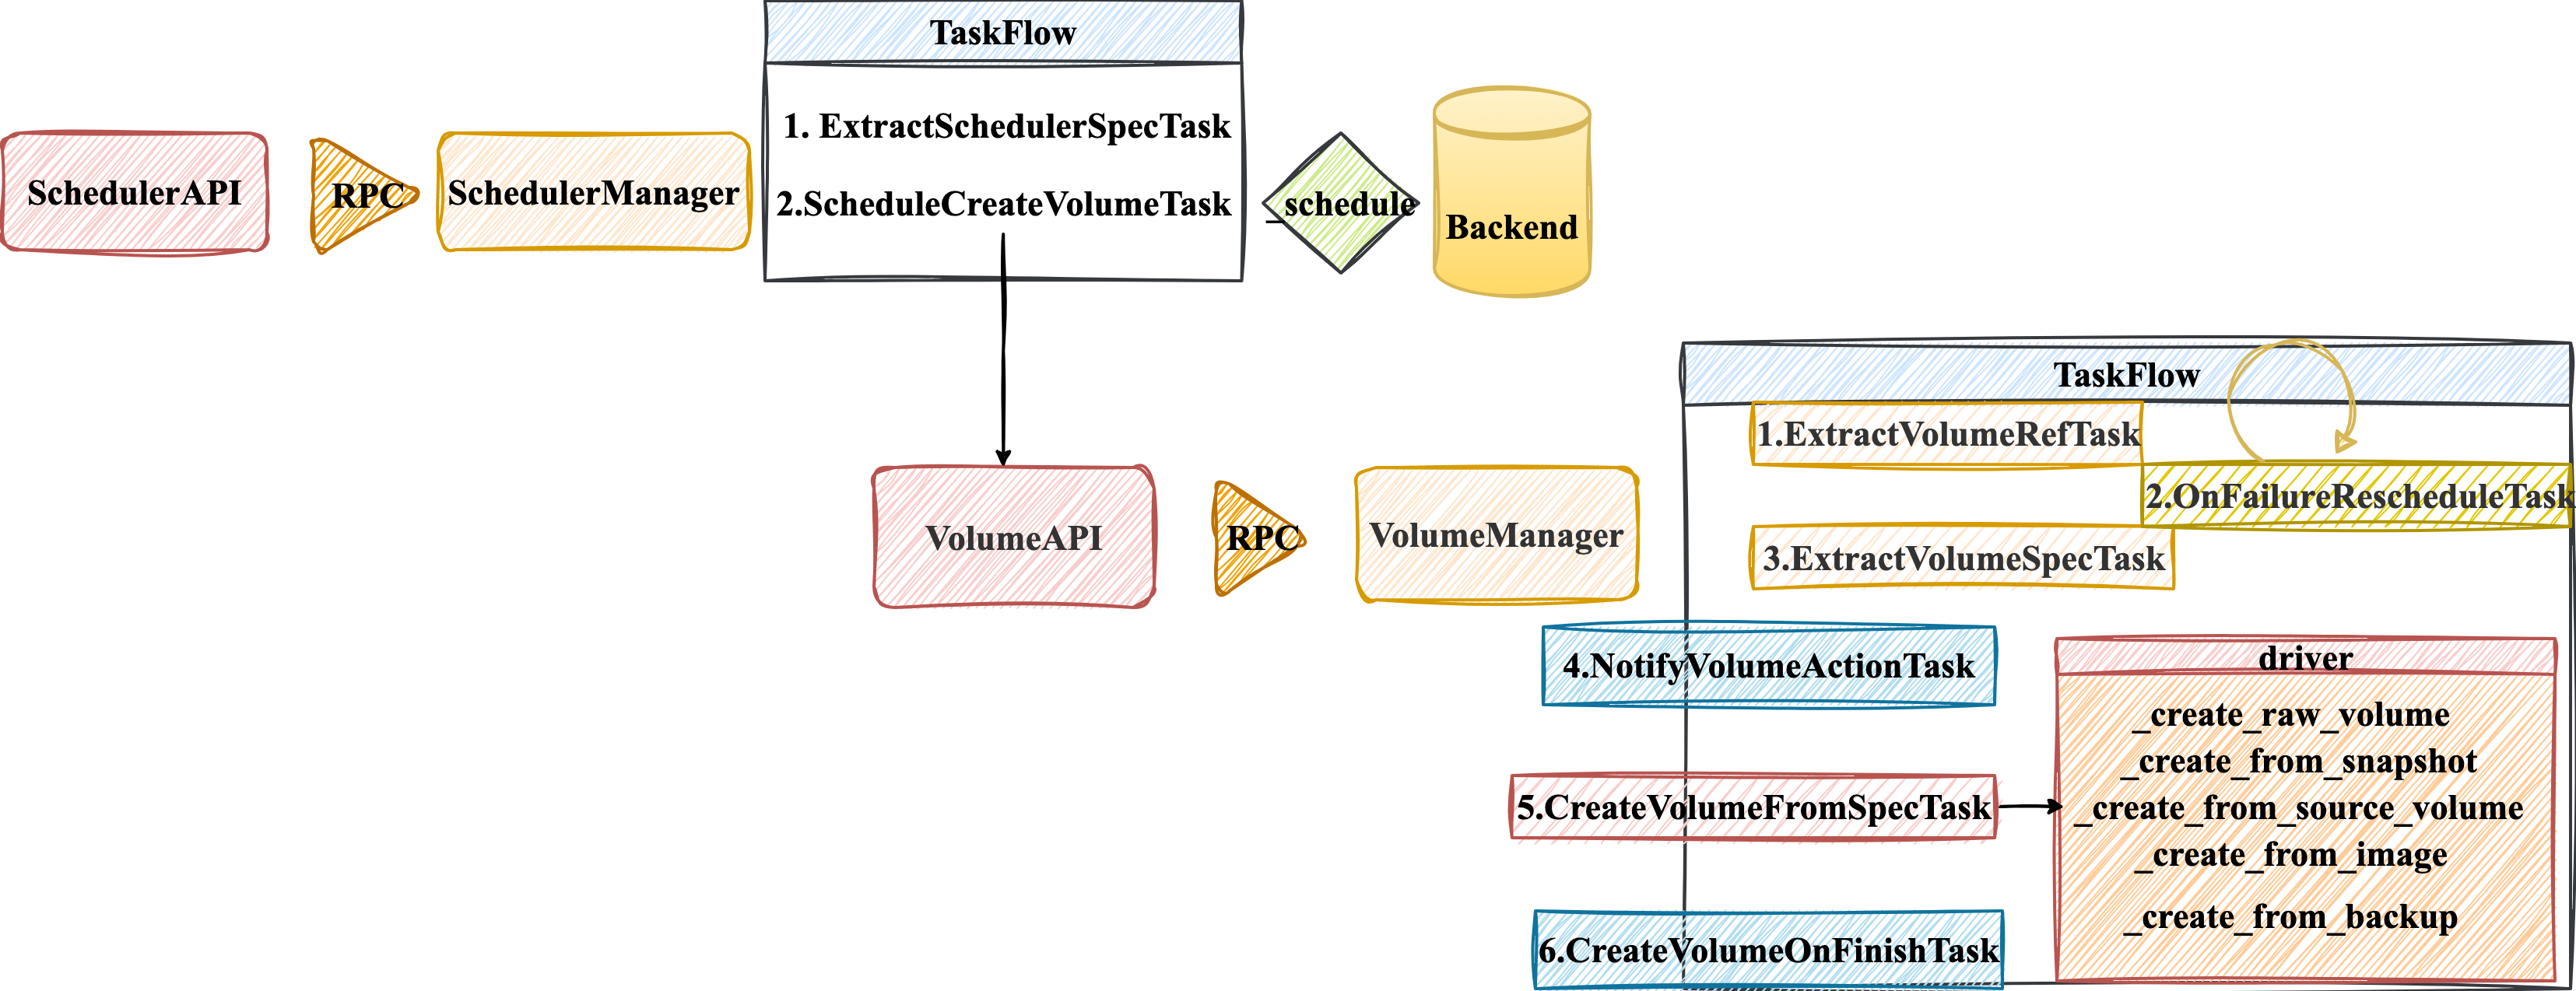 TaskFlow
1. ExtractSchedulerSpecTask
2.ScheduleCreateVolumeTask
SchedulerAPI
RPC
SchedulerManager
_schedule
Backend
VolumeAPI
RPC
VolumeManager
TaskFlow
1.ExtractVolumeRefTask
2.OnFailureRescheduleTask
3.ExtractVolumeSpecTask
4.NotifyVolumeActionTask
5.CreateVolumeFromSpecTask
6.CreateVolumeOnFinishTask
driver
_create_raw_volume
_create_from_snapshot
_create_from_source_volume
_create_from_image
_create_from_backup